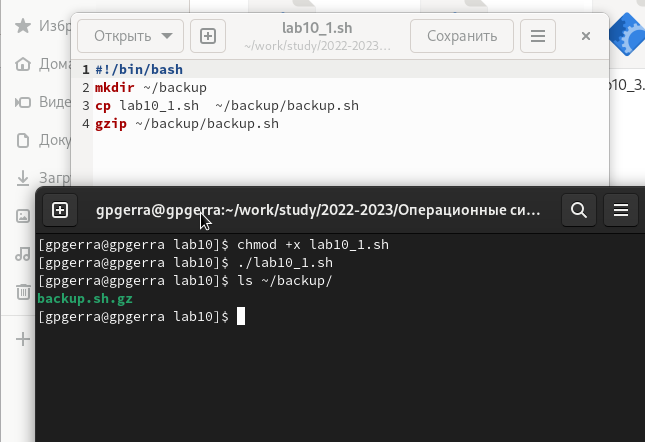 lab10_1.sh
Открыть
~/work/study/2022-2023…
Сохранить
1 #!/bin/bash
2 mkdir ~/backup
3 cp lab10_1.sh  ~/backup/backup.sh
4 gzip ~/backup/backup.sh
Избр
Дома
Виде
Доку
Загр
o10_3.
gpgerra@gpgerra:~/work/study/2022-2023/Операционные си…
[gpgerra@gpgerra lab10]$ chmod +x lab10_1.sh
[gpgerra@gpgerra lab10]$ ./lab10_1.sh
[gpgerra@gpgerra lab10]$ ls ~/backup/
backup.sh.gz
[gpgerra@gpgerra lab10]$